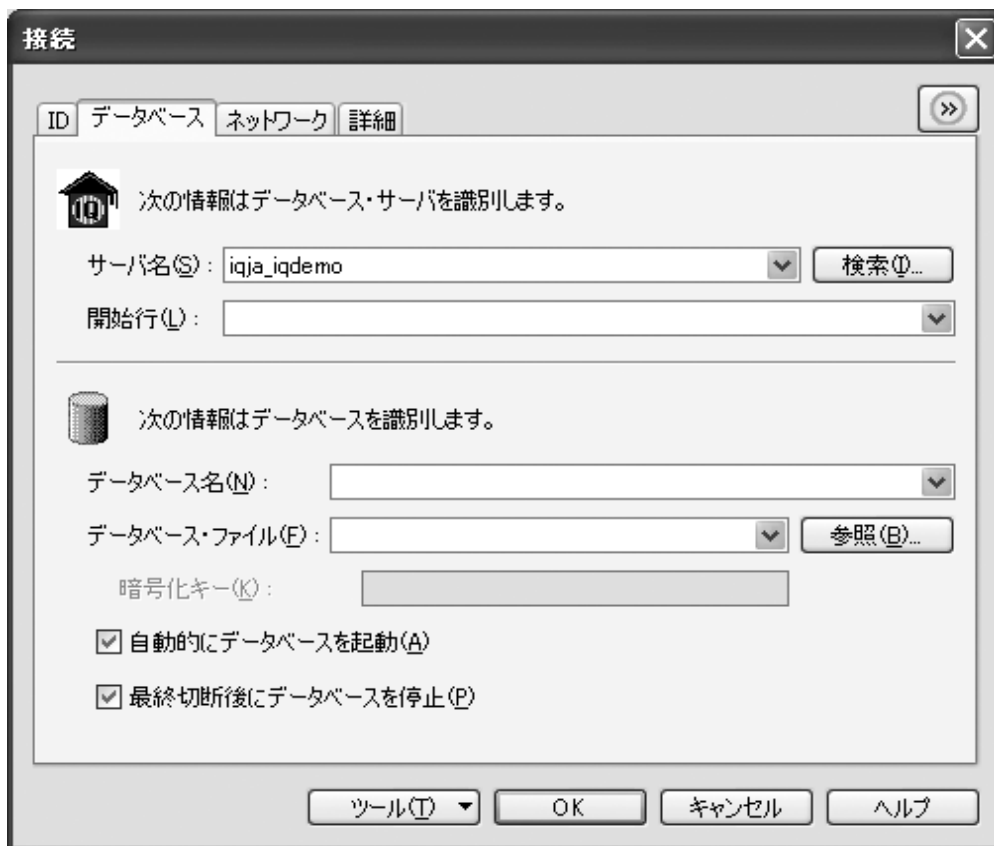 接続
ID データベース ネットワーク 詳細
IQ 次の情報はデータベース・サーバを識別します。
サーバ名(S): iqja_iqdemo 検索(I)...
開始行(L):
次の情報はデータベースを識別します。
データベース名(N):
データベース・ファイル(F): 参照(B)...
暗号化キー(K):
自動的にデータベースを起動(A)
最終切断後にデータベースを停止(P)
ツール(T) OK キャンセル ヘルプ